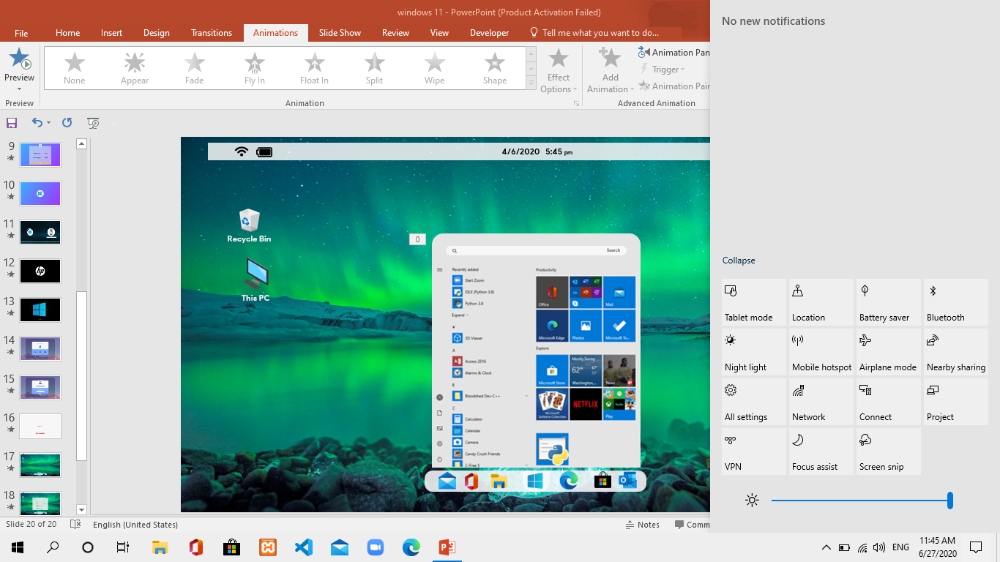 windows 11 - PowerPoint (Product Activation Failed)
File Home Insert Design Transitions Animations Slide Show Review View Developer Tell me what you want to do...
Preview
None Appear Fade Fly In Float In Split Wipe Shape
Effect Options
Add Animation
Animation Pan
Trigger
Animation Pain
Preview Animation Advanced Animation
9
10
11
12
13
14
15
16
17
18
4/6/2020 5:45 pm
Recycle Bin
This PC
0
Search
Recently added
Start Zoom
IDLE (Python 3.8)
Python 3.8
Expand
#
3D Viewer
A
Access 2016
Alarms & Clock
B
Bloodshed Dev-C++
C
Calculator
Calendar
Camera
Candy Crush Friends
C-Free 5
Productivity
Office Mail
Microsoft Edge Photos Microsoft To...
Explore
Microsoft Store
Mostly Sunny
62° 87°
Washington,...
News
Microsoft Solitaire Collection
NETFLIX
hulu
Play
Slide 20 of 20 English (United States) Notes Comm
No new notifications
Collapse
Tablet mode Location Battery saver Bluetooth
Night light Mobile hotspot Airplane mode Nearby sharing
All settings Network Connect Project
VPN Focus assist Screen snip
ENG
11:45 AM
6/27/2020